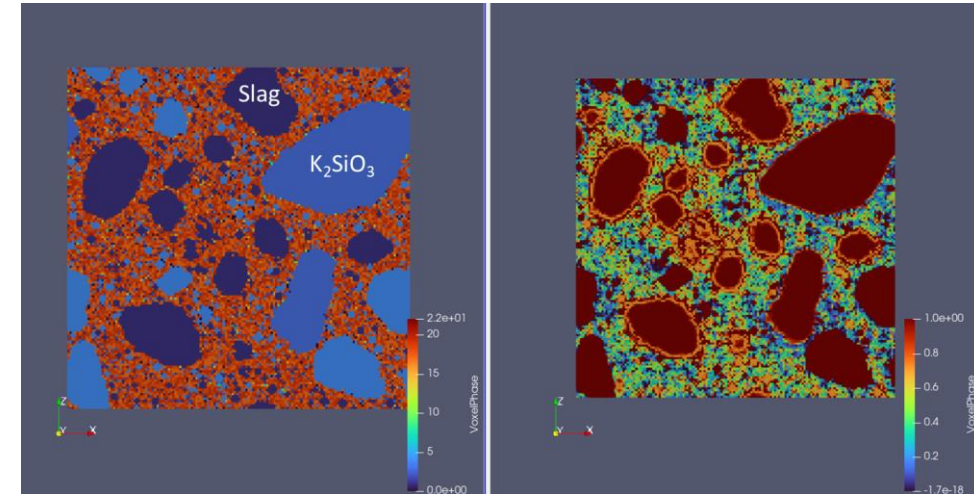 Slag
K₂SiO₃
2.2e+01
20
15
10
5
0.0e+00
VoxelPhase
Z
Y
X
1.0e+00
0.8
0.6
0.4
0.2
-1.7e-18
VoxelPhase
Z
Y
X